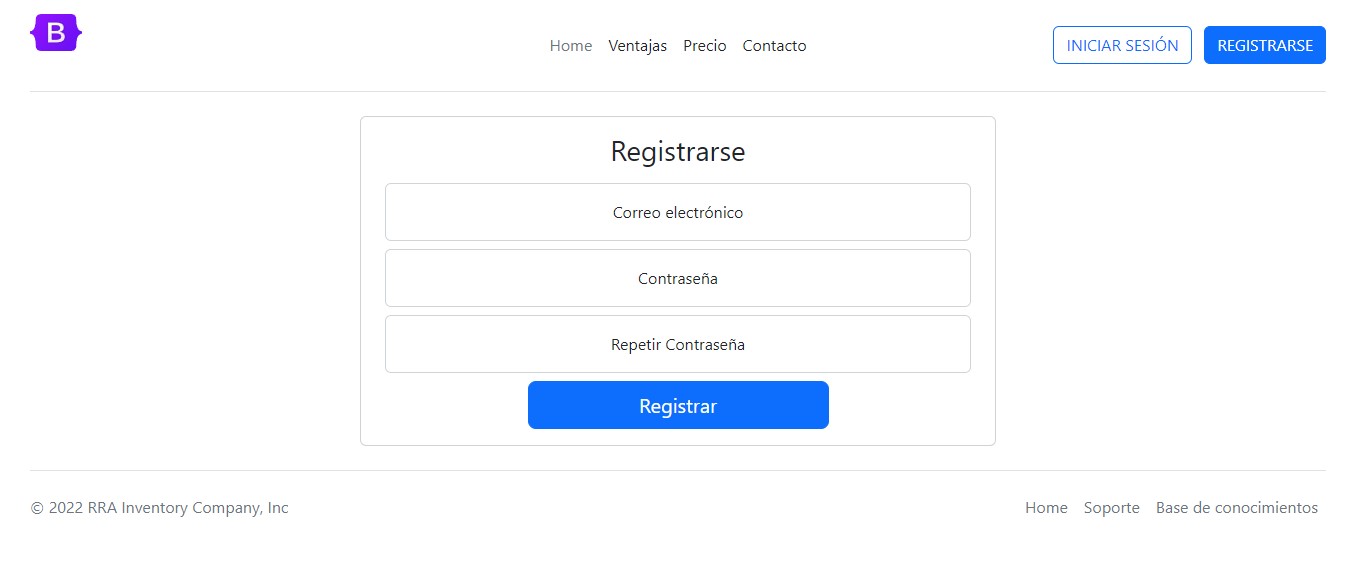 B
Home Ventajas Precio Contacto
INICIAR SESIÓN REGISTRARSE
Registrarse
Correo electrónico
Contraseña
Repetir Contraseña
Registrar
© 2022 RRA Inventory Company, Inc
Home Soporte Base de conocimientos